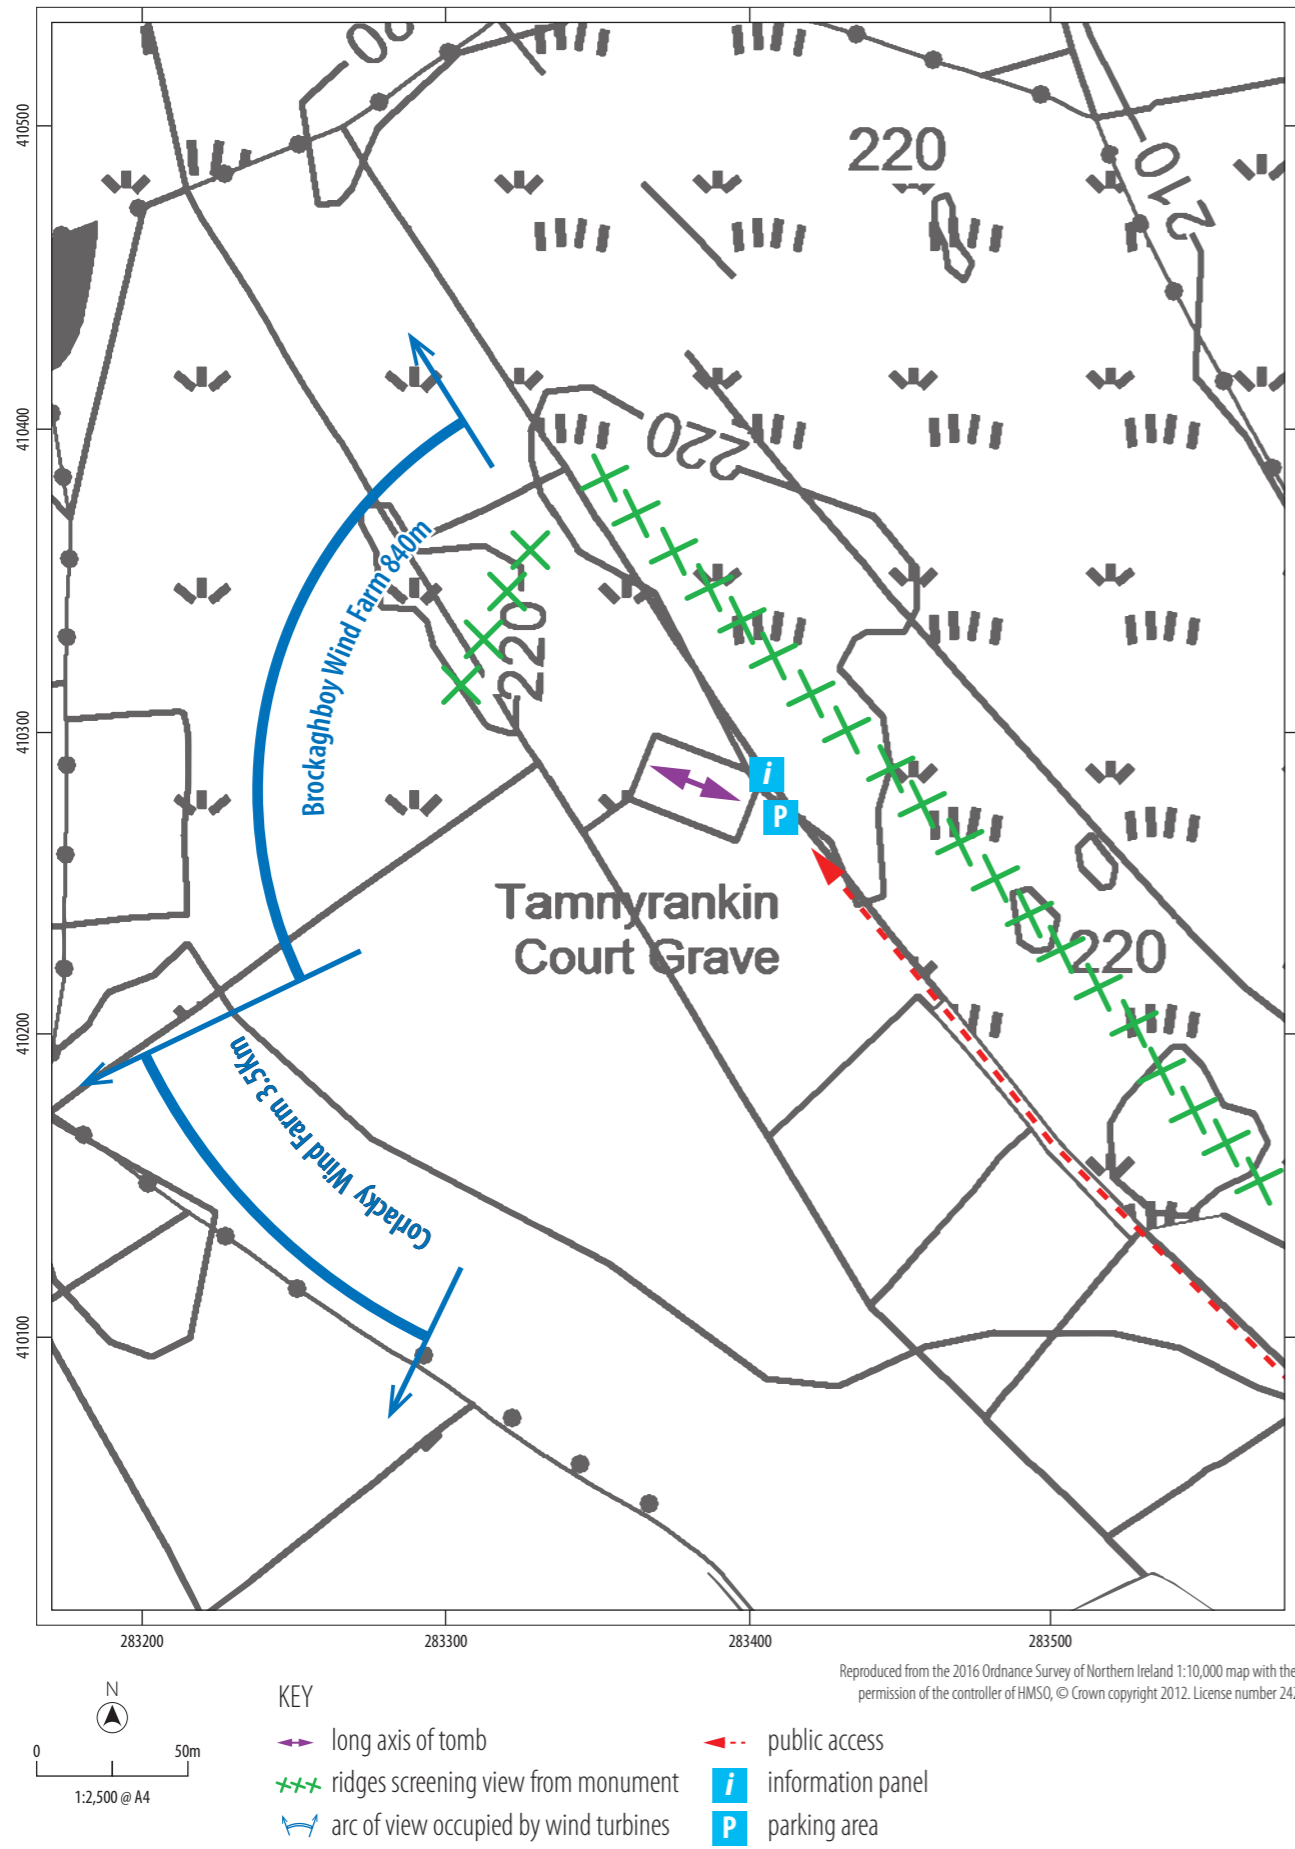 220
210
410500
220
410400
Brockaghboy Wind Farm 840m
220
410300
i
P
Tamnyrankin
Court Grave
220
410200
Corlacky Wind Farm 3.5Km
410100
283200
283300
283400
283500
Reproduced from the 2016 Ordnance Survey of Northern Ireland 1:10,000 map with the
permission of the controller of HMSO, © Crown copyright 2012. License number
N
0
50m
1:2,500 @ A4
KEY
long axis of tomb
ridges screening view from monument
arc of view occupied by wind turbines
public access
i
information panel
P
parking area